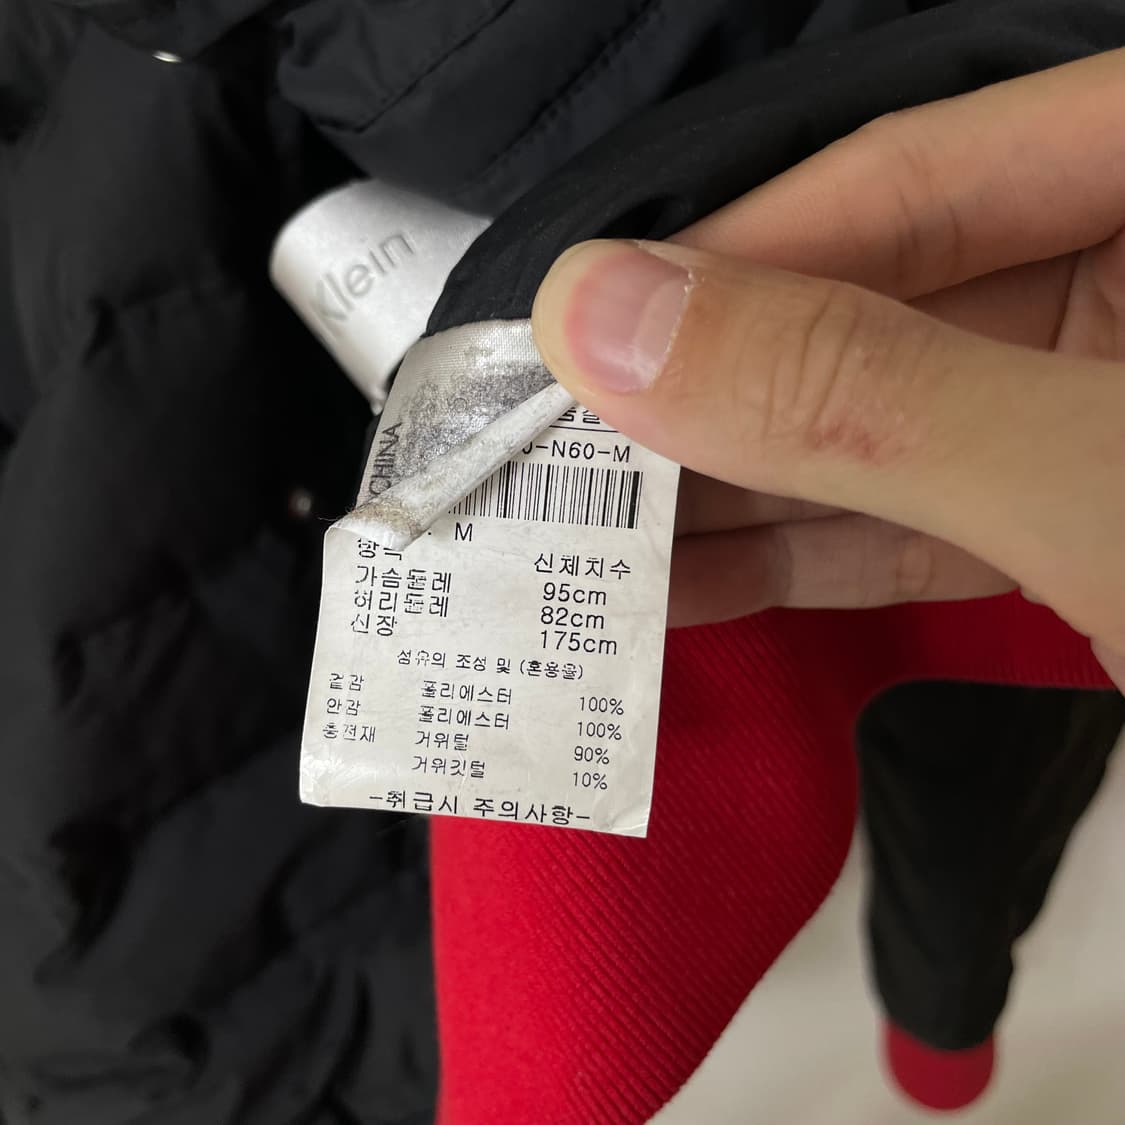 Klein
CHINA
-N60-M
M
항목 신체치수
가슴둘레 95cm
허리둘레 82cm
신장 175cm
섬유의 조성 및 (혼용율)
겉감 폴리에스터 100%
안감 폴리에스터 100%
충전재 거위털 90%
거위깃털 10%
-취급시 주의사항-